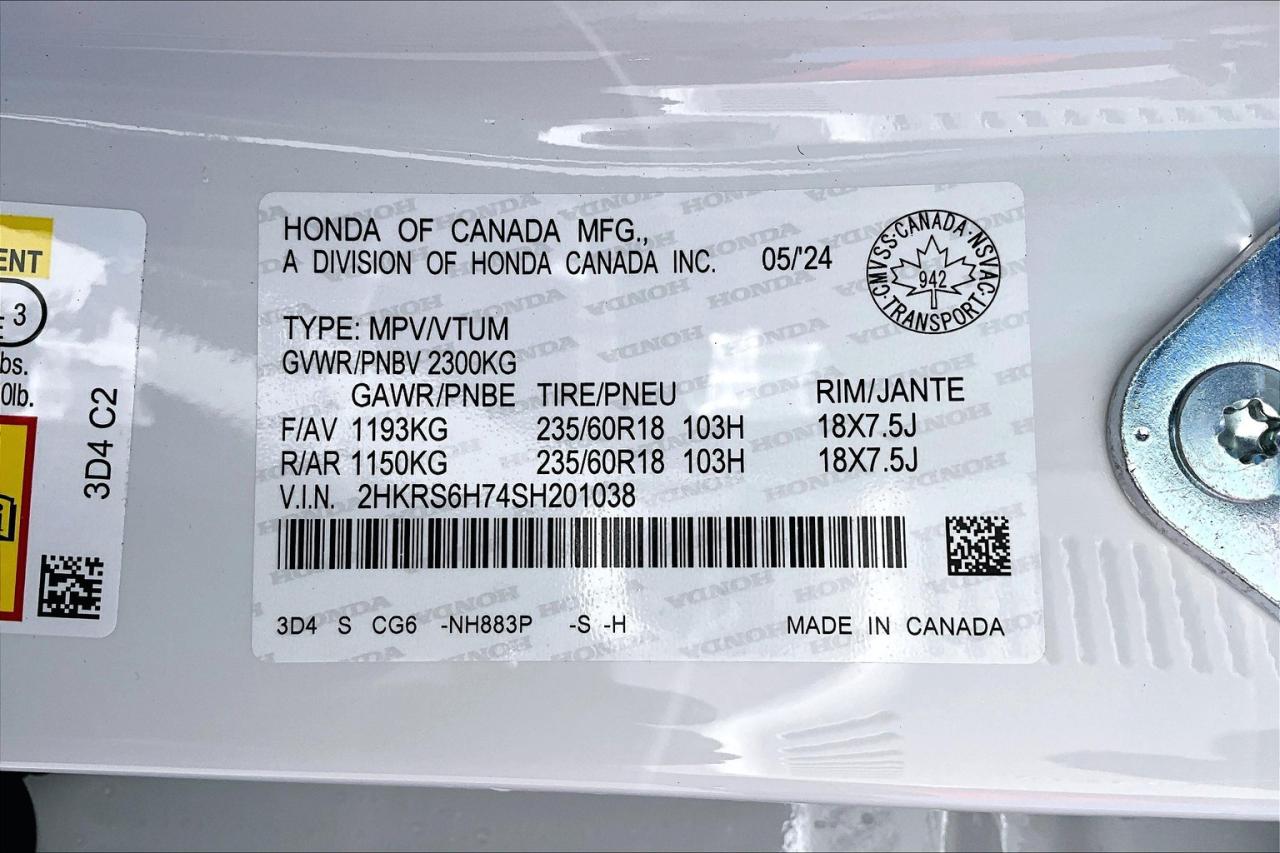 HONDA OF CANADA MFG.,
A DIVISION OF HONDA CANADA INC. 05/'24
CMVSS·CANADA·NSVAC·TRANSPORT·
942
TYPE: MPV/VTUM
GVWR/PNBV 2300KG
GAWR/PNBE TIRE/PNEU RIM/JANTE
F/AV 1193KG 235/60R18 103H 18X7.5J
R/AR 1150KG 235/60R18 103H 18X7.5J
V.I.N. 2HKRS6H74SH201038
3D4 S CG6 -NH883P -S -H MADE IN CANADA
3
0lb.
3D4 C2